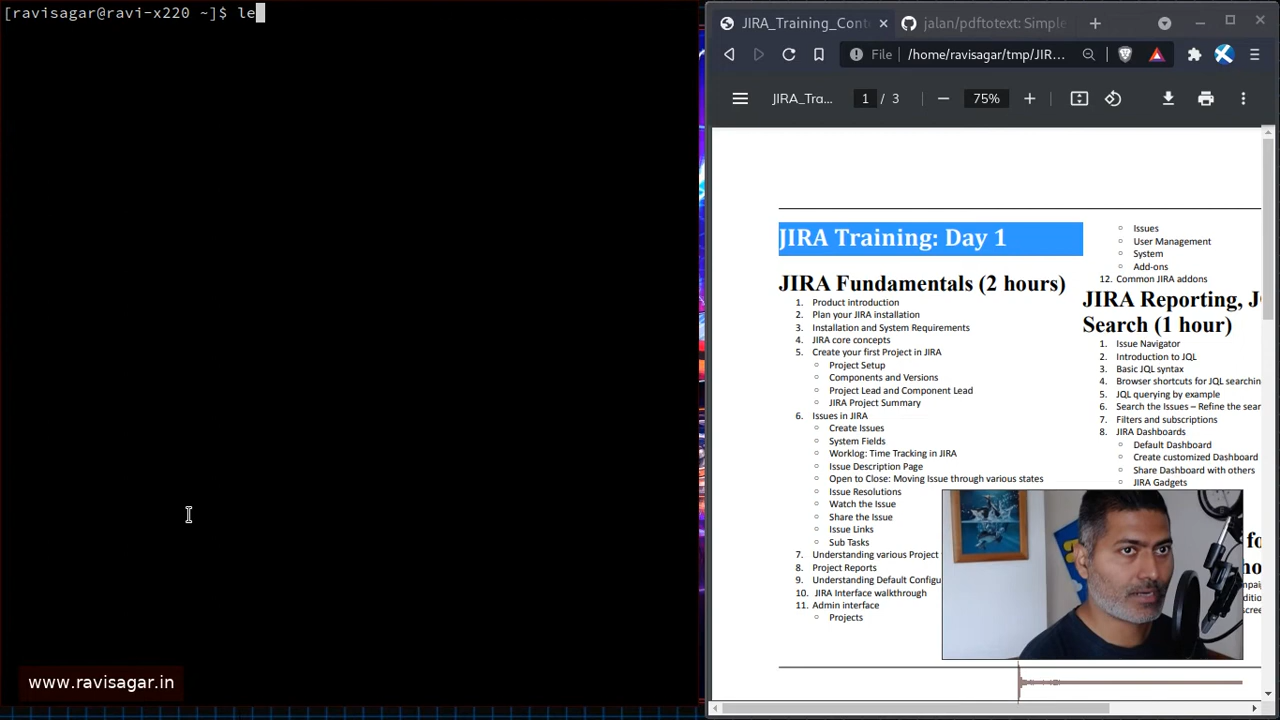 [ravisagar@ravi-x220 ~]$ le
JIRA_Training_Cont
jalan/pdftotext: Simple
File
/home/ravisagar/tmp/JIR...
JIRA_Tra...
1 / 3
75%
JIRA Training: Day 1
JIRA Fundamentals (2 hours)
1. Product introduction
2. Plan your JIRA installation
3. Installation and System Requirements
4. JIRA core concepts
5. Create your first Project in JIRA
○ Project Setup
○ Components and Versions
○ Project Lead and Component Lead
○ JIRA Project Summary
6. Issues in JIRA
○ Create Issues
○ System Fields
○ Worklog: Time Tracking in JIRA
○ Issue Description Page
○ Open to Close: Moving Issue through various states
○ Issue Resolutions
○ Watch the Issue
○ Share the Issue
○ Issue Links
○ Sub Tasks
7. Understanding various Project
8. Project Reports
9. Understanding Default Configu
10. JIRA Interface walkthrough
11. Admin interface
○ Projects
○ Issues
○ User Management
○ System
○ Add-ons
12. Common JIRA addons
JIRA Reporting, J
Search (1 hour)
1. Issue Navigator
2. Introduction to JQL
3. Basic JQL syntax
4. Browser shortcuts for JQL searchin
5. JQL querying by example
6. Search the Issues – Refine the sear
7. Filters and subscriptions
8. JIRA Dashboards
○ Default Dashboard
○ Create customized Dashboard
○ Share Dashboard with others
○ JIRA Gadgets
www.ravisagar.in